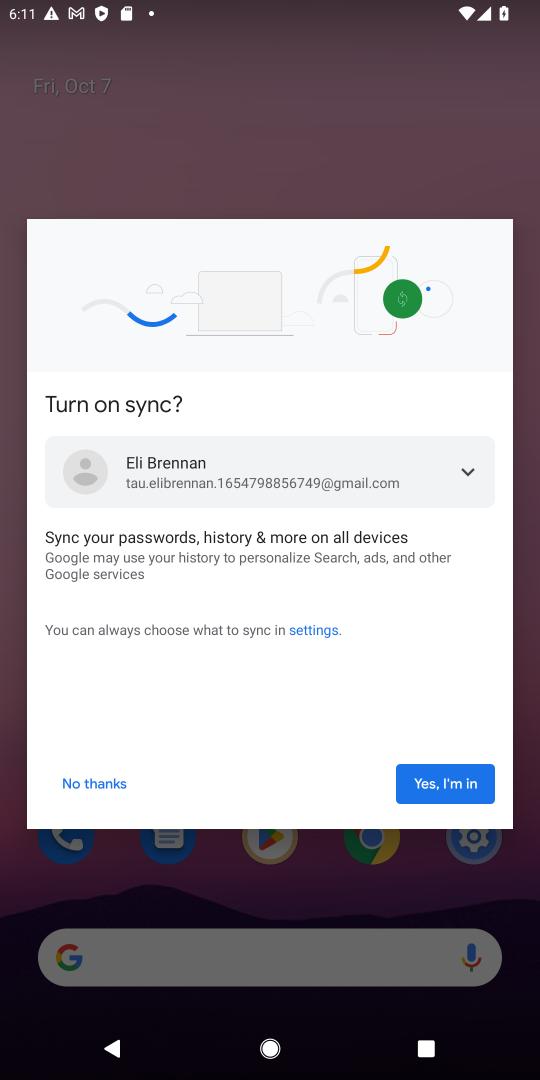 6:11
Fri, Oct 7
Turn on sync?
Eli Brennan
tau.elibrennan.1654798856749@gmail.com
Sync your passwords, history & more on all devices
Google may use your history to personalize Search, ads, and other
Google services
You can always choose what to sync in settings.
No thanks
Yes, I'm in